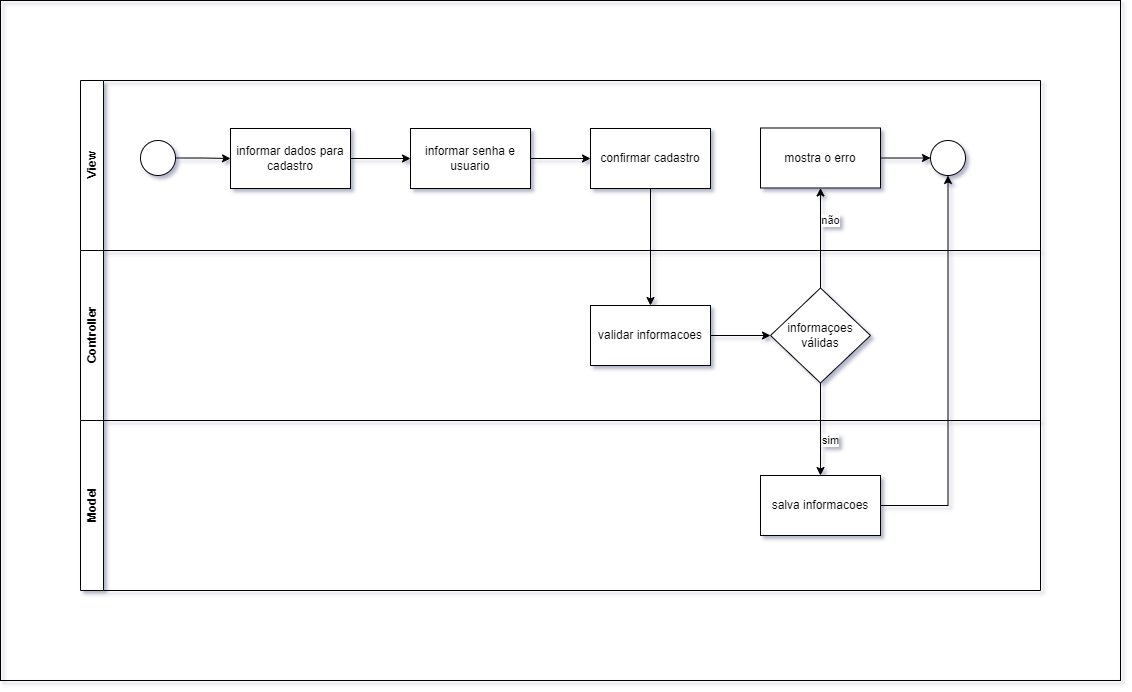 View
informar dados para
cadastro
informar senha e
usuario
confirmar cadastro
mostra o erro
não
Controller
validar informacoes
informaçoes
válidas
sim
Model
salva informacoes